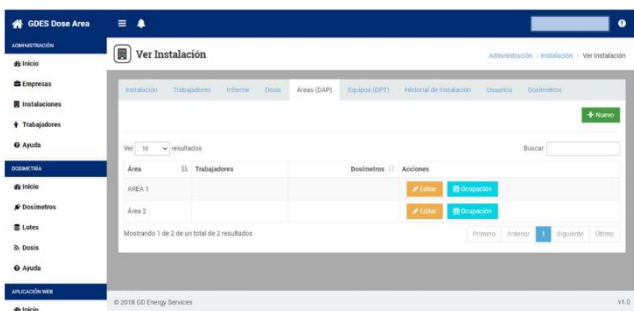 GDES Dose Area
ADMINISTRACIÓN
Inicio
Empresas
Instalaciones
Trabajadores
Ayuda
DOSIMETRÍA
Inicio
Dosímetros
Lotes
Dosis
Ayuda
APLICACIÓN WEB
Inicio
Ver Instalación
Administración Instalación Ver Instalación
Instalación Trabajadores Informe Dosis Áreas (DAP) Equipos (DPT) Historial de Instalación Usuarios Dosímetros
+ Nuevo
Ver 10 resultados Buscar
Área Trabajadores Dosímetros Acciones
AREA 1 Editar Ocupación
Área 2 Editar Ocupación
Mostrando 1 de 2 de un total de 2 resultados Primero Anterior 1 Siguiente Último
© 2018 GD Energy Services v1.0